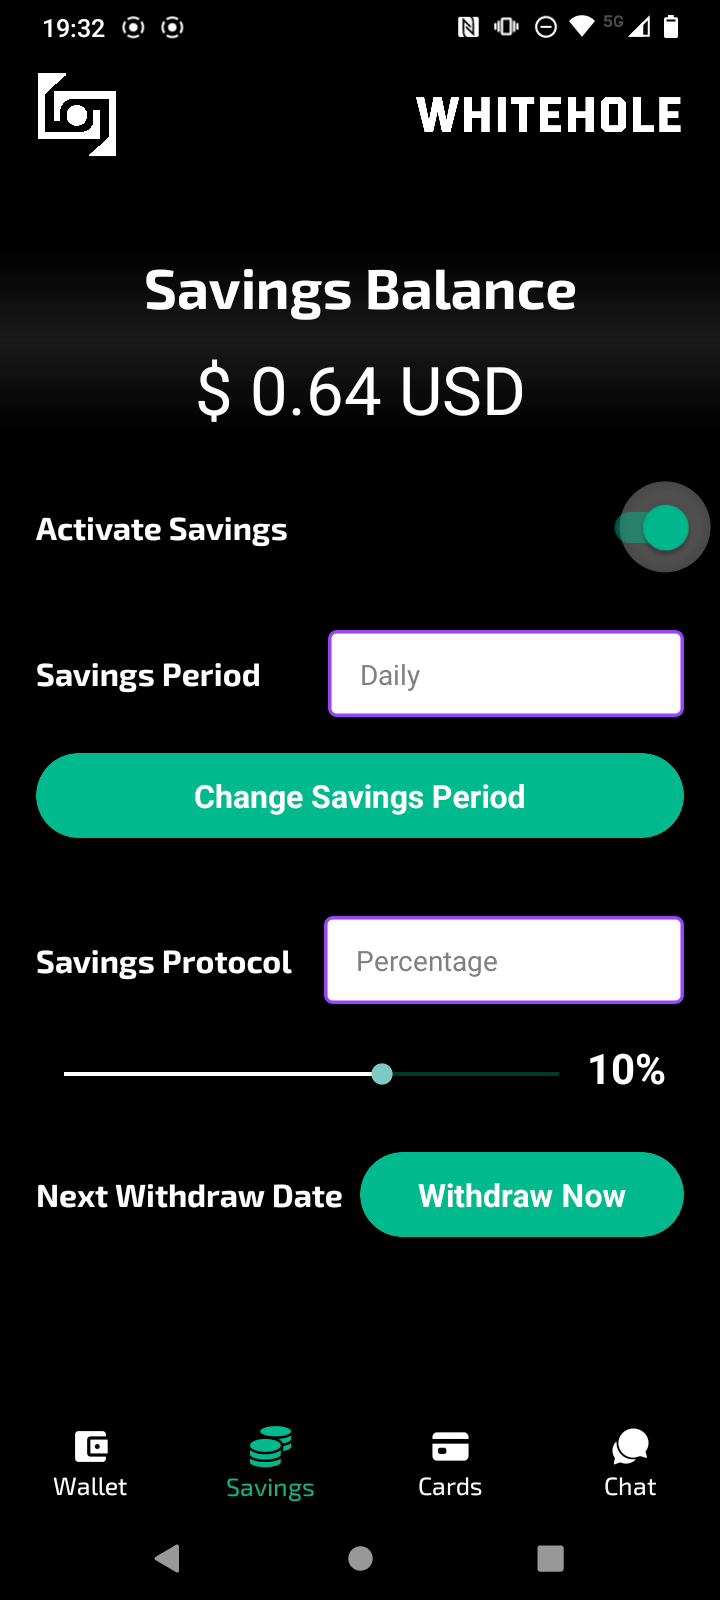 19:32
5G
WHITEHOLE
Savings Balance
$ 0.64 USD
Activate Savings
Savings Period
Daily
Change Savings Period
Savings Protocol
Percentage
10%
Next Withdraw Date
Withdraw Now
Wallet
Savings
Cards
Chat